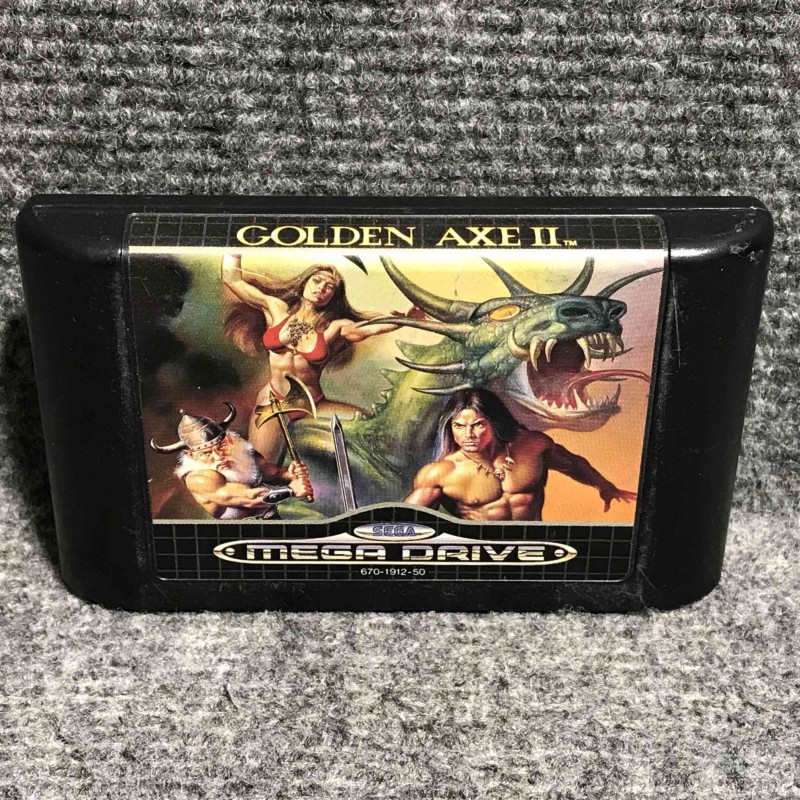 GOLDEN AXE II™
SEGA
MEGA DRIVE
670-1912-50